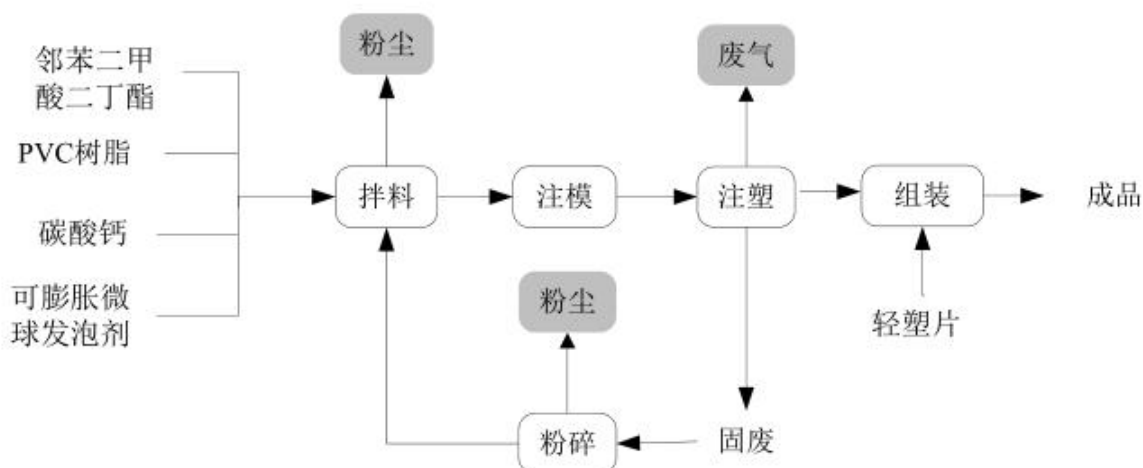 粉尘
废气
邻苯二甲
酸二丁酯
PVC树脂
拌料
注模
注塑
组装
成品
碳酸钙
可膨胀微
球发泡剂
粉尘
轻塑片
粉碎
固废